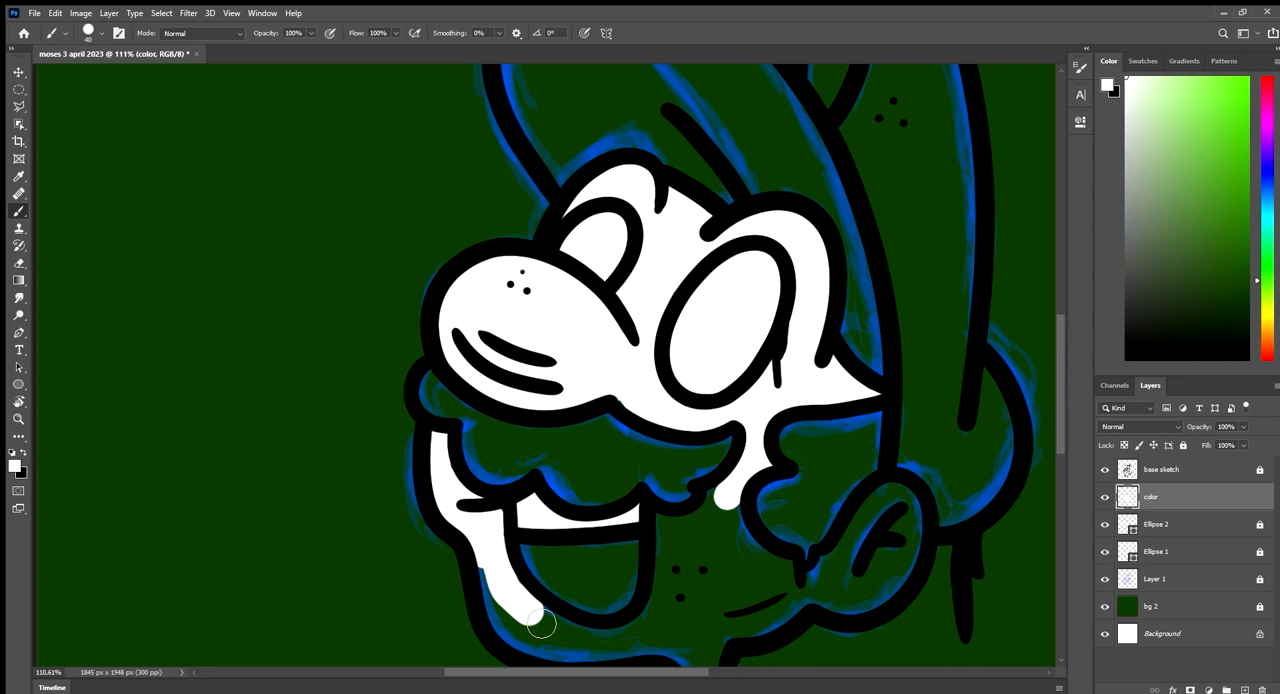 Ps File Edit Image Layer Type Select Filter 3D View Window Help
40 Mode: Normal Opacity: 100% Flow: 100% Smoothing: 0% 0°
moses 3 april 2023 @ 111% (color, RGB/8) * ×
Color Swatches Gradients Patterns
Channels Layers
Kind
Normal Opacity: 100%
Lock: Fill: 100%
base sketch
color
Ellipse 2
Ellipse 1
Layer 1
bg 2
Background
110,61% 1845 px x 1948 px (300 ppi)
Timeline